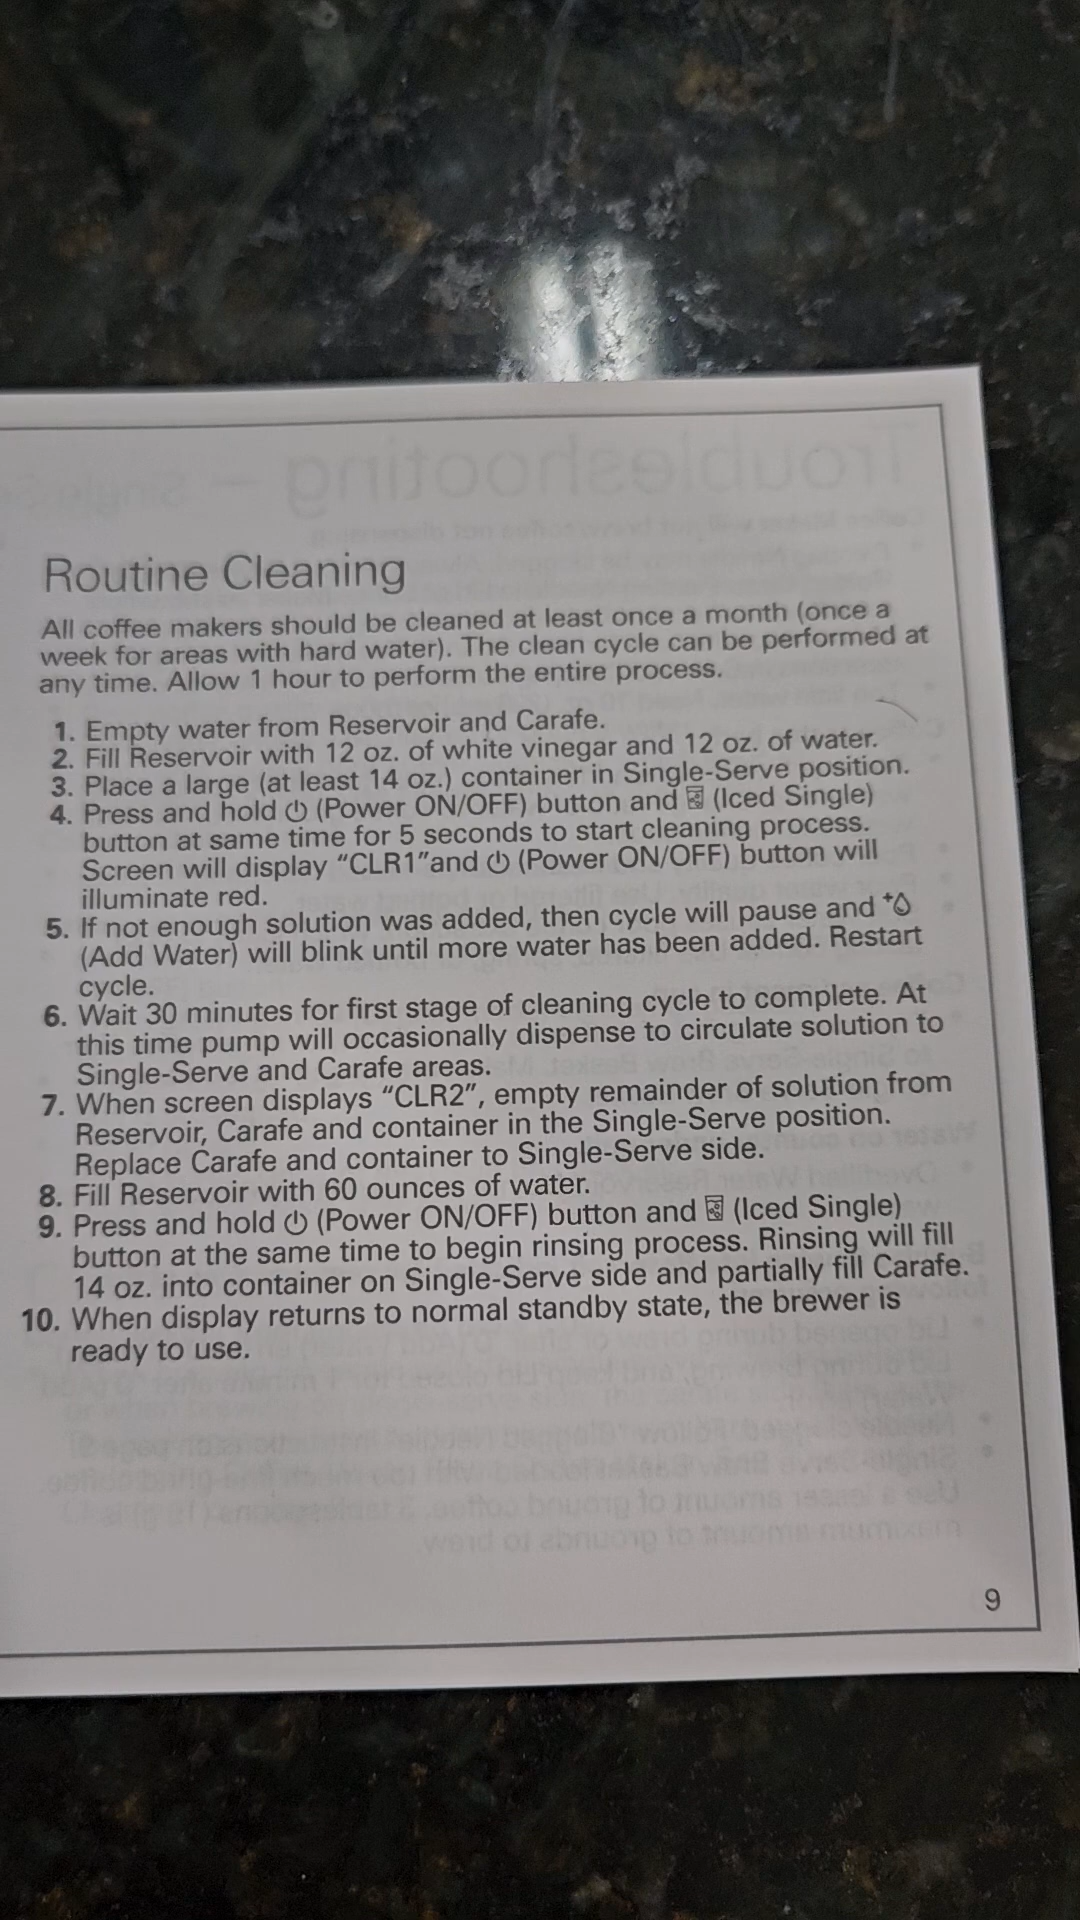 Troubleshooting – Single-Se
Routine Cleaning
All coffee makers should be cleaned at least once a month (once a
week for areas with hard water). The clean cycle can be performed at
any time. Allow 1 hour to perform the entire process.
1. Empty water from Reservoir and Carafe.
2. Fill Reservoir with 12 oz. of white vinegar and 12 oz. of water.
3. Place a large (at least 14 oz.) container in Single-Serve position.
4. Press and hold ⏻ (Power ON/OFF) button and (Iced Single)
button at same time for 5 seconds to start cleaning process.
Screen will display “CLR1”and ⏻ (Power ON/OFF) button will
illuminate red.
5. If not enough solution was added, then cycle will pause and +💧
(Add Water) will blink until more water has been added. Restart
cycle.
6. Wait 30 minutes for first stage of cleaning cycle to complete. At
this time pump will occasionally dispense to circulate solution to
Single-Serve and Carafe areas.
7. When screen displays “CLR2”, empty remainder of solution from
Reservoir, Carafe and container in the Single-Serve position.
Replace Carafe and container to Single-Serve side.
8. Fill Reservoir with 60 ounces of water.
9. Press and hold ⏻ (Power ON/OFF) button and (Iced Single)
button at the same time to begin rinsing process. Rinsing will fill
14 oz. into container on Single-Serve side and partially fill Carafe.
10. When display returns to normal standby state, the brewer is
ready to use.
9